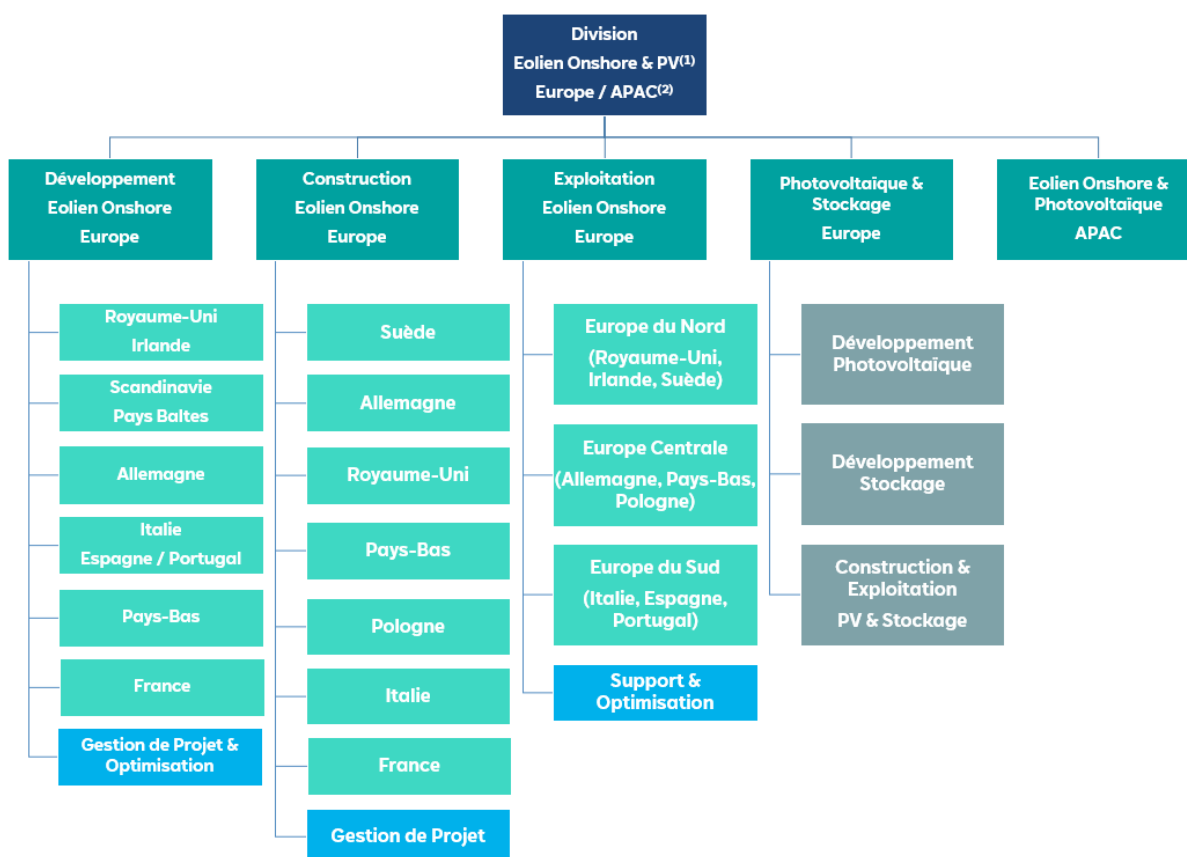 Division
Eolien Onshore & PV⁽¹⁾
Europe / APAC⁽²⁾
Développement
Eolien Onshore
Europe
Royaume-Uni
Irlande
Scandinavie
Pays Baltes
Allemagne
Italie
Espagne / Portugal
Pays-Bas
France
Gestion de Projet &
Optimisation
Construction
Eolien Onshore
Europe
Suède
Allemagne
Royaume-Uni
Pays-Bas
Pologne
Italie
France
Gestion de Projet
Exploitation
Eolien Onshore
Europe
Europe du Nord
(Royaume-Uni,
Irlande, Suède)
Europe Centrale
(Allemagne, Pays-Bas,
Pologne)
Europe du Sud
(Italie, Espagne,
Portugal)
Support &
Optimisation
Photovoltaïque &
Stockage
Europe
Développement
Photovoltaïque
Développement
Stockage
Construction &
Exploitation
PV & Stockage
Eolien Onshore &
Photovoltaïque
APAC